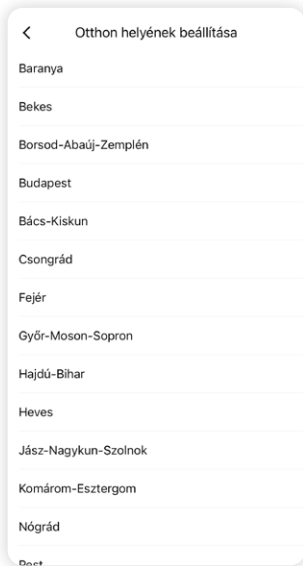 Otthon helyének beállítása
Baranya
Bekes
Borsod-Abaúj-Zemplén
Budapest
Bács-Kiskun
Csongrád
Fejér
Győr-Moson-Sopron
Hajdú-Bihar
Heves
Jász-Nagykun-Szolnok
Komárom-Esztergom
Nógrád
Pest